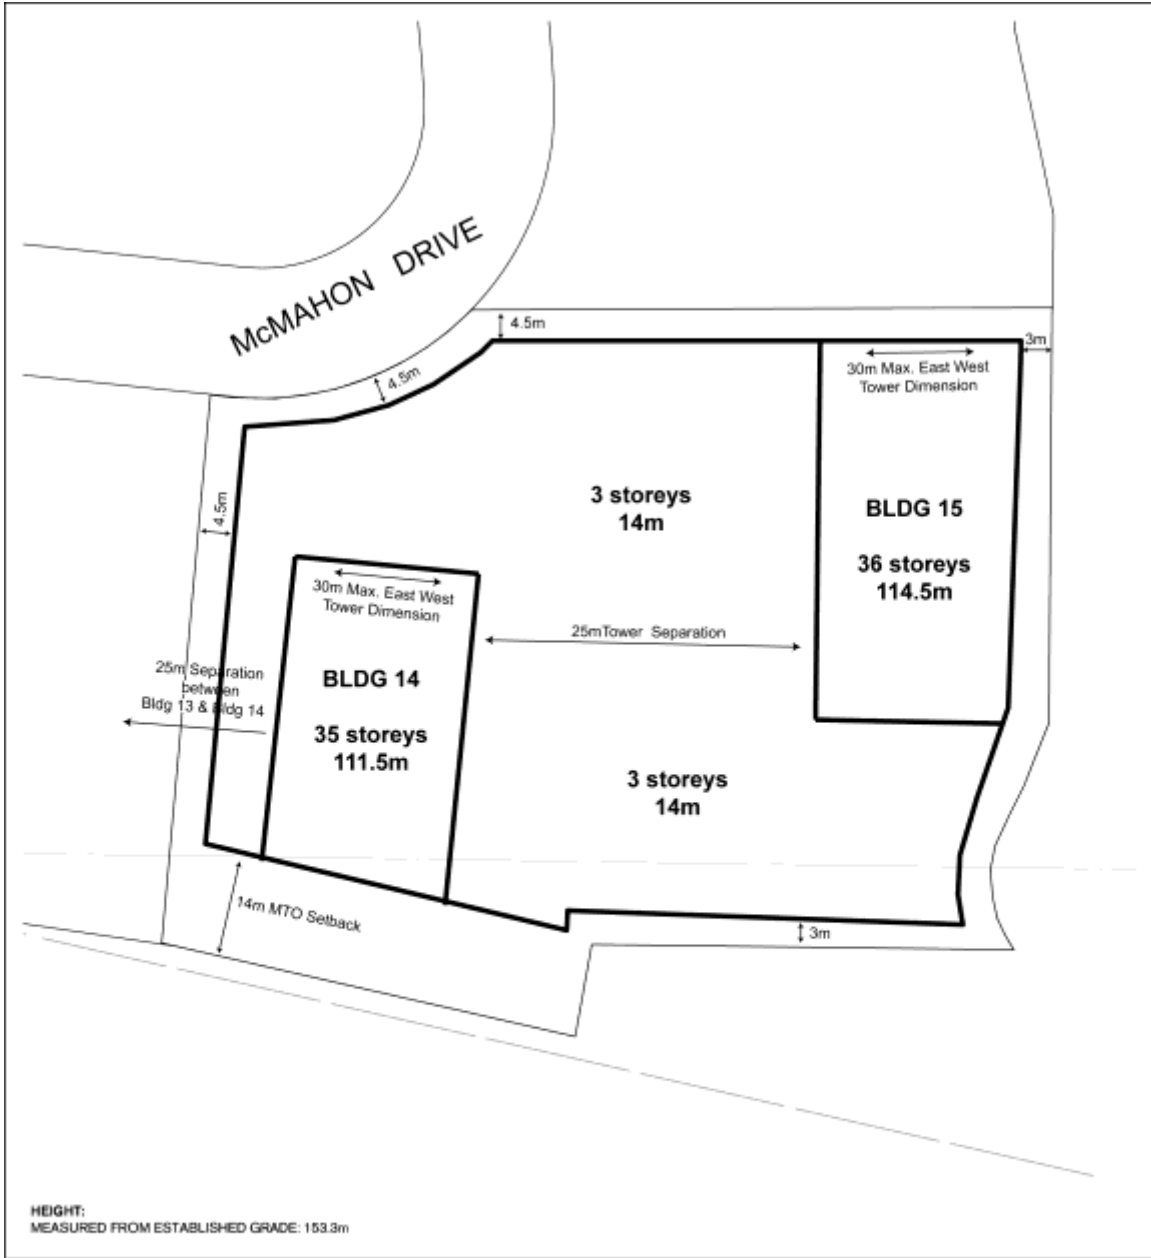 McMAHON DRIVE
4.5m
3m
4.5m
30m Max. East West
Tower Dimension
4.5m
3 storeys
14m
BLDG 15
36 storeys
114.5m
30m Max. East West
Tower Dimension
25mTower Separation
25m Separation
between
Bldg 13 & Bldg 14
BLDG 14
35 storeys
111.5m
3 storeys
14m
14m MTO Setback
3m
HEIGHT:
MEASURED FROM ESTABLISHED GRADE: 153.3m